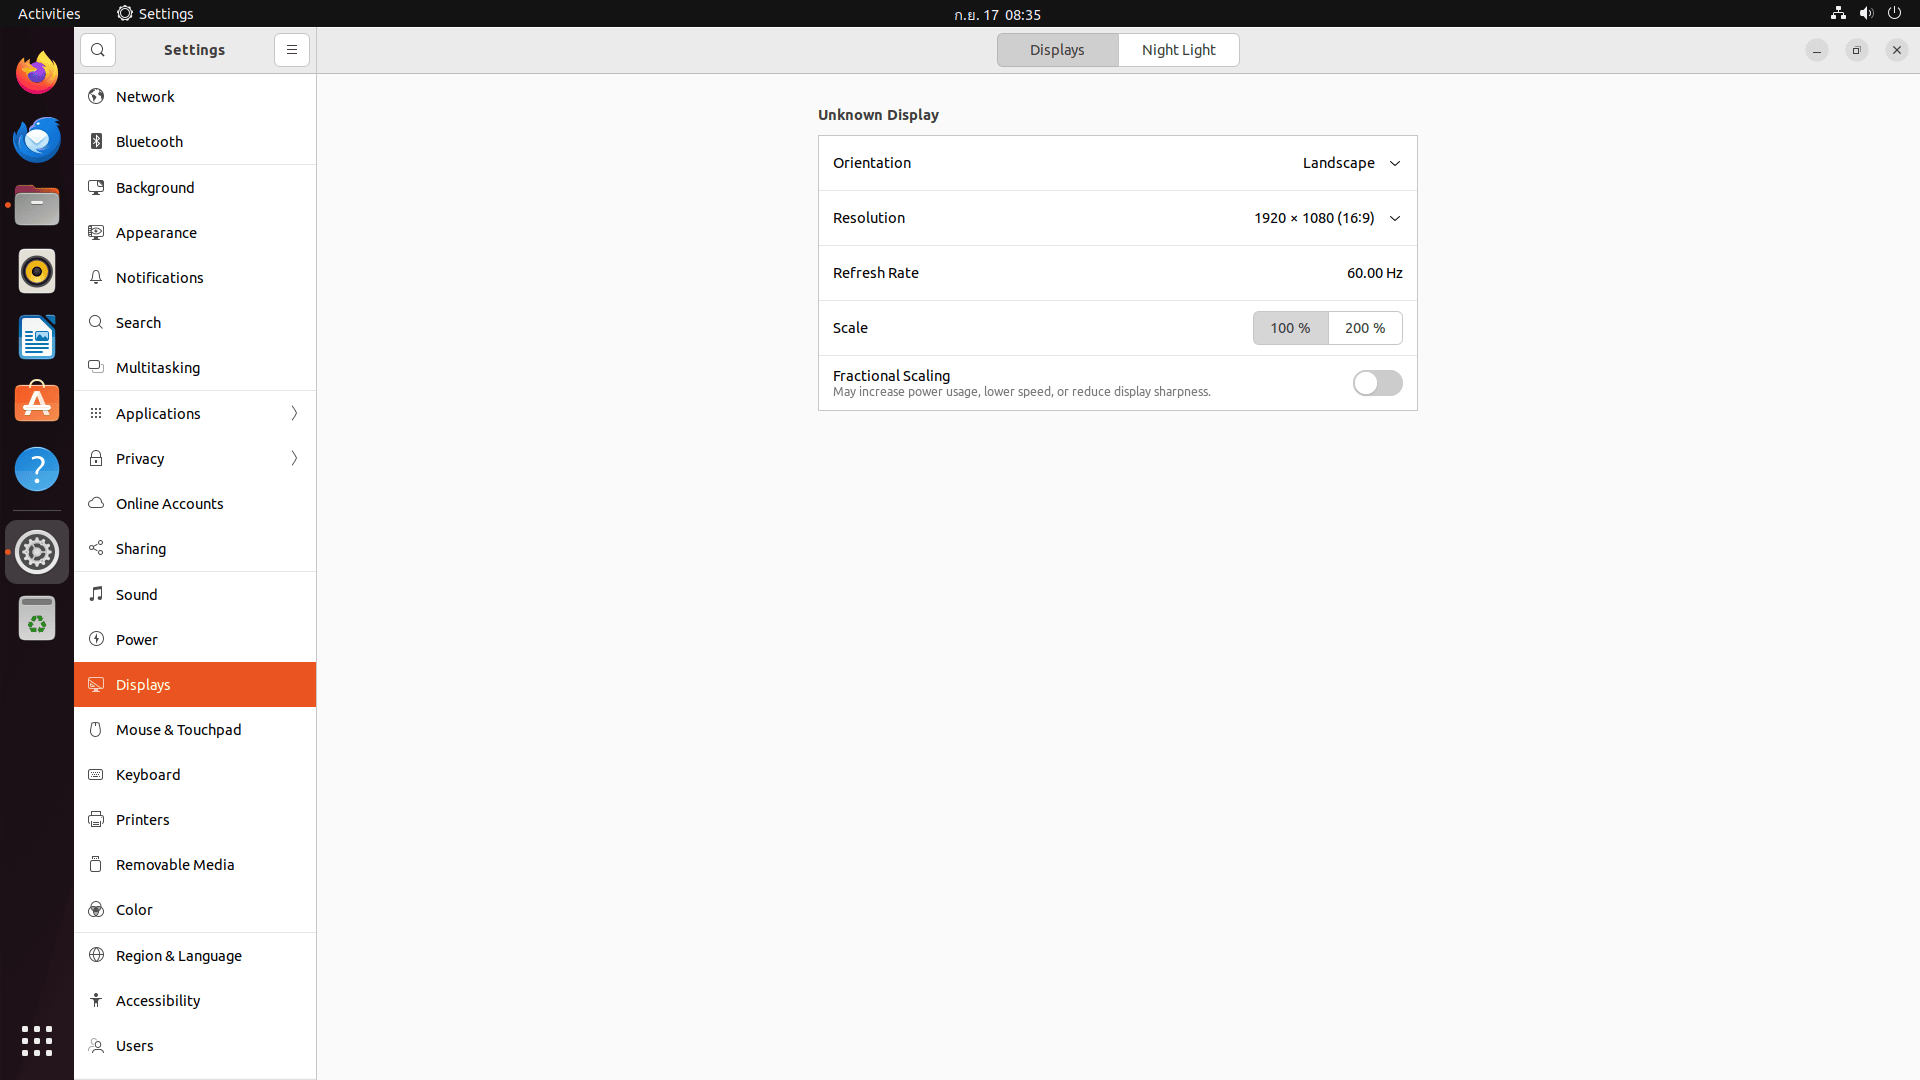 Activities
Settings
ก.ย. 17 08:35
Settings
Displays
Night Light
Network
Bluetooth
Background
Appearance
Notifications
Search
Multitasking
Applications
Privacy
Online Accounts
Sharing
Sound
Power
Displays
Mouse & Touchpad
Keyboard
Printers
Removable Media
Color
Region & Language
Accessibility
Users
Unknown Display
Orientation
Landscape
Resolution
1920 × 1080 (16:9)
Refresh Rate
60.00 Hz
Scale
100 %
200 %
Fractional Scaling
May increase power usage, lower speed, or reduce display sharpness.